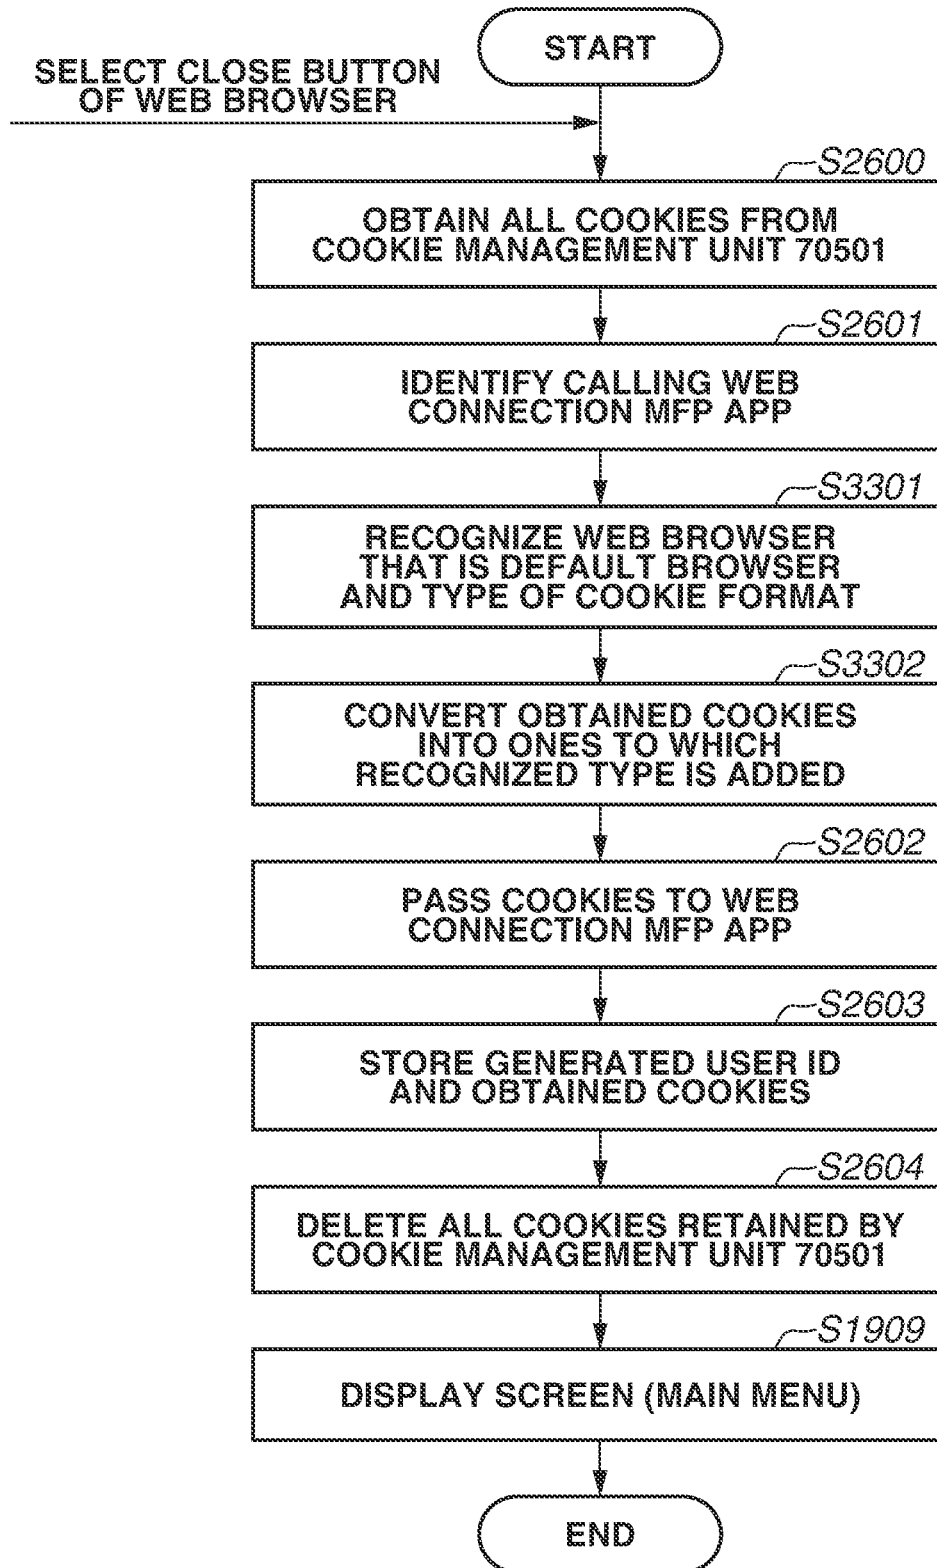 START
SELECT CLOSE BUTTON
OF WEB BROWSER
S2600
OBTAIN ALL COOKIES FROM
COOKIE MANAGEMENT UNIT 70501
S2601
IDENTIFY CALLING WEB
CONNECTION MFP APP
S3301
RECOGNIZE WEB BROWSER
THAT IS DEFAULT BROWSER
AND TYPE OF COOKIE FORMAT
S3302
CONVERT OBTAINED COOKIES
INTO ONES TO WHICH
RECOGNIZED TYPE IS ADDED
S2602
PASS COOKIES TO WEB
CONNECTION MFP APP
S2603
STORE GENERATED USER ID
AND OBTAINED COOKIES
S2604
DELETE ALL COOKIES RETAINED BY
COOKIE MANAGEMENT UNIT 70501
S1909
DISPLAY SCREEN (MAIN MENU)
END